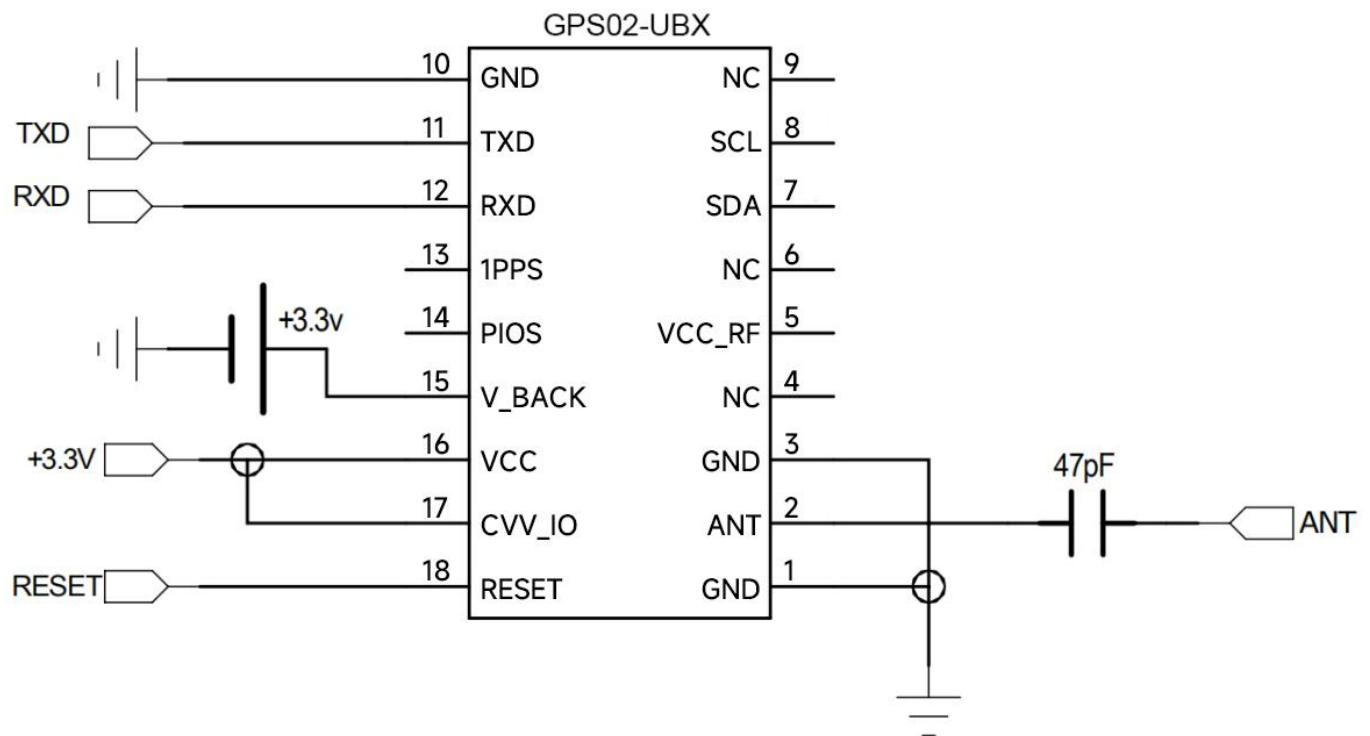 GPS02-UBX
10 GND NC 9
TXD 11 TXD SCL 8
RXD 12 RXD SDA 7
13 1PPS NC 6
+3.3v 14 PIOS VCC_RF 5
15 V_BACK NC 4
+3.3V 16 VCC GND 3
47pF
17 CVV_IO ANT 2 ANT
RESET 18 RESET GND 1